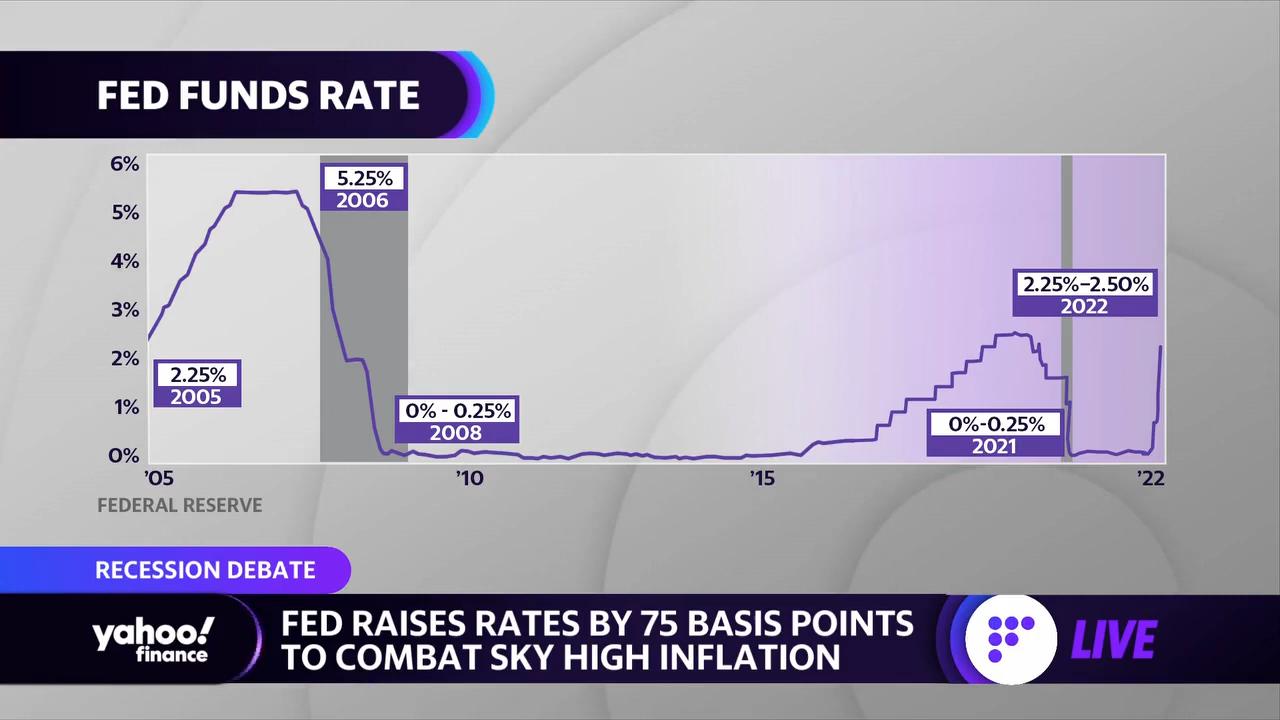 FED FUNDS RATE
6%
5%
4%
3%
2%
1%
0%
5.25%
2006
2.25%
2005
0% - 0.25%
2008
2.25%–2.50%
2022
0%-0.25%
2021
'05
'10
'15
'22
FEDERAL RESERVE
RECESSION DEBATE
yahoo!
finance
FED RAISES RATES BY 75 BASIS POINTS
TO COMBAT SKY HIGH INFLATION
LIVE